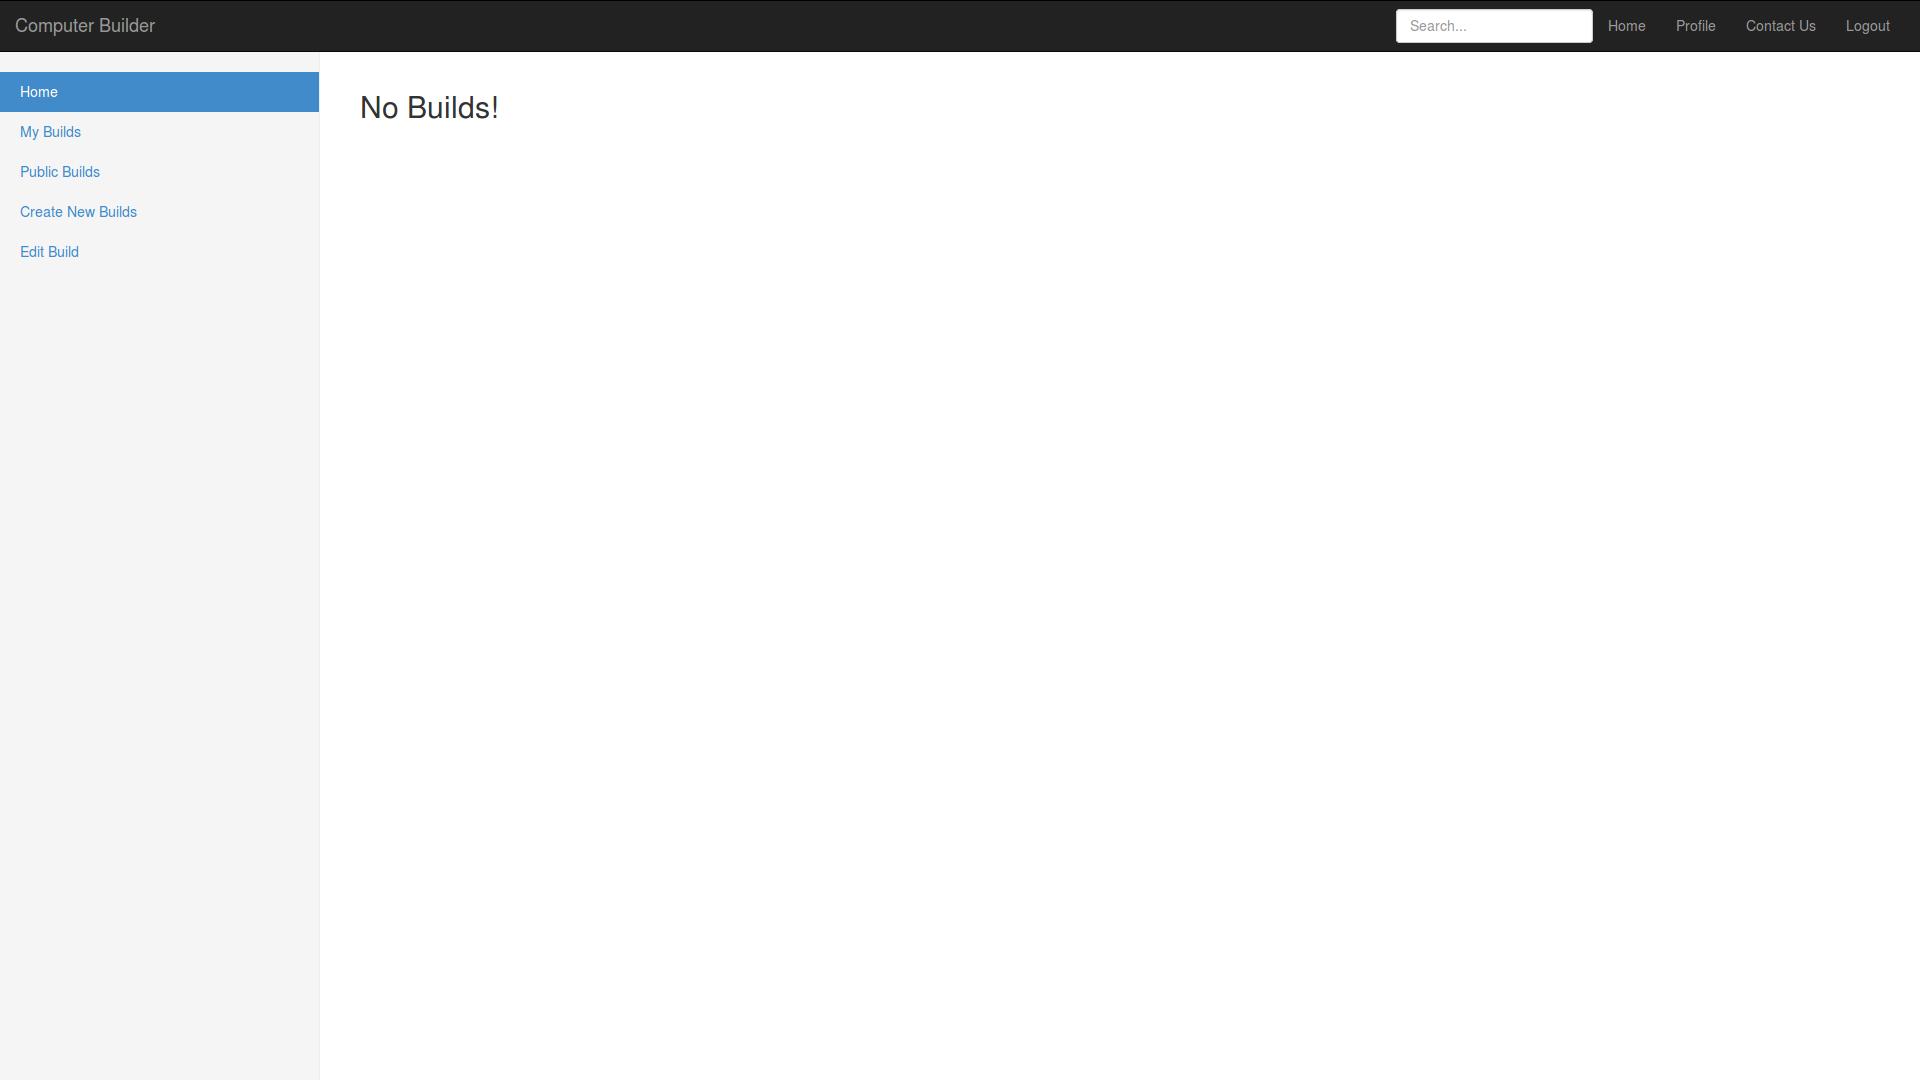 Computer Builder
Search...
Home
Profile
Contact Us
Logout
Home
My Builds
Public Builds
Create New Builds
Edit Build
No Builds!